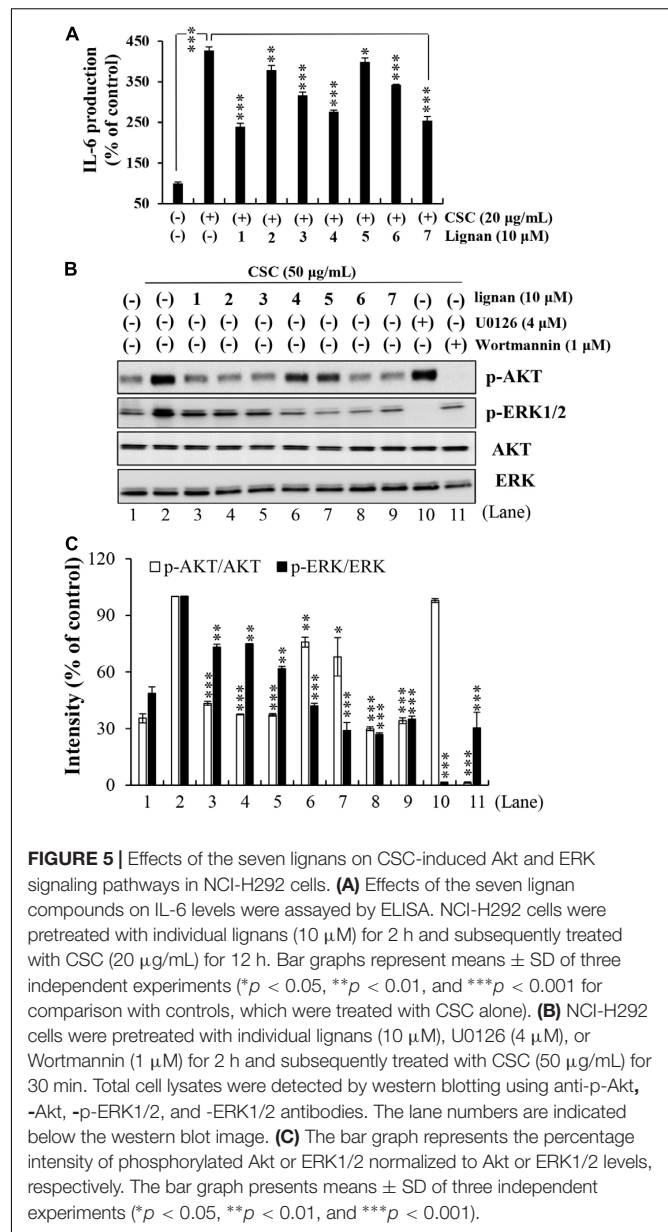 A
IL-6 production
(% of control)
450
350
250
150
50
*** *** ** *** *** * *** ***
(-) (+) (+) (+) (+) (+) (+) (+) (+) CSC (20 μg/mL)
(-) (-) 1 2 3 4 5 6 7 Lignan (10 μM)
B
CSC (50 μg/mL)
(-) (-) 1 2 3 4 5 6 7 (-) (-) lignan (10 μM)
(-) (-) (-) (-) (-) (-) (-) (-) (-) (+) (-) U0126 (4 μM)
(-) (-) (-) (-) (-) (-) (-) (-) (-) (-) (+) Wortmannin (1 μM)
p-AKT
p-ERK1/2
AKT
ERK
1 2 3 4 5 6 7 8 9 10 11 (Lane)
C
Intensity (% of control)
120
90
60
30
0
p-AKT/AKT p-ERK/ERK
*** ** *** ** *** ** ** *** * *** *** *** *** *** *** *** ***
1 2 3 4 5 6 7 8 9 10 11 (Lane)
FIGURE 5 | Effects of the seven lignans on CSC-induced Akt and ERK
signaling pathways in NCI-H292 cells. (A) Effects of the seven lignan
compounds on IL-6 levels were assayed by ELISA. NCI-H292 cells were
pretreated with individual lignans (10 μM) for 2 h and subsequently treated
with CSC (20 μg/mL) for 12 h. Bar graphs represent means ± SD of three
independent experiments (*p < 0.05, **p < 0.01, and ***p < 0.001 for
comparison with controls, which were treated with CSC alone). (B) NCI-H292
cells were pretreated with individual lignans (10 μM), U0126 (4 μM), or
Wortmannin (1 μM) for 2 h and subsequently treated with CSC (50 μg/mL) for
30 min. Total cell lysates were detected by western blotting using anti-p-Akt,
-Akt, -p-ERK1/2, and -ERK1/2 antibodies. The lane numbers are indicated
below the western blot image. (C) The bar graph represents the percentage
intensity of phosphorylated Akt or ERK1/2 normalized to Akt or ERK1/2 levels,
respectively. The bar graph presents means ± SD of three independent
experiments (*p < 0.05, **p < 0.01, and ***p < 0.001).